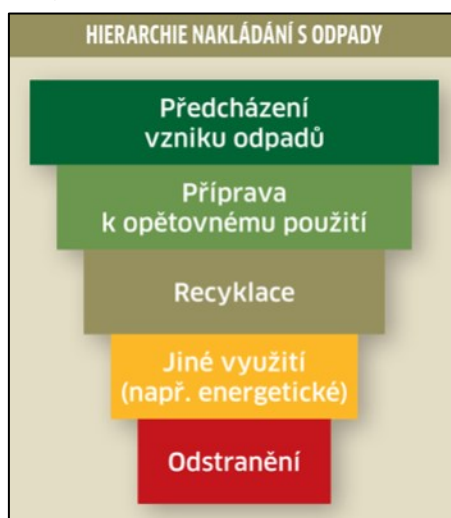 HIERARCHIE NAKLÁDÁNÍ S ODPADY
Předcházení
vzniku odpadů
Příprava
k opětovnému použití
Recyklace
Jiné využití
(např. energetické)
Odstranění